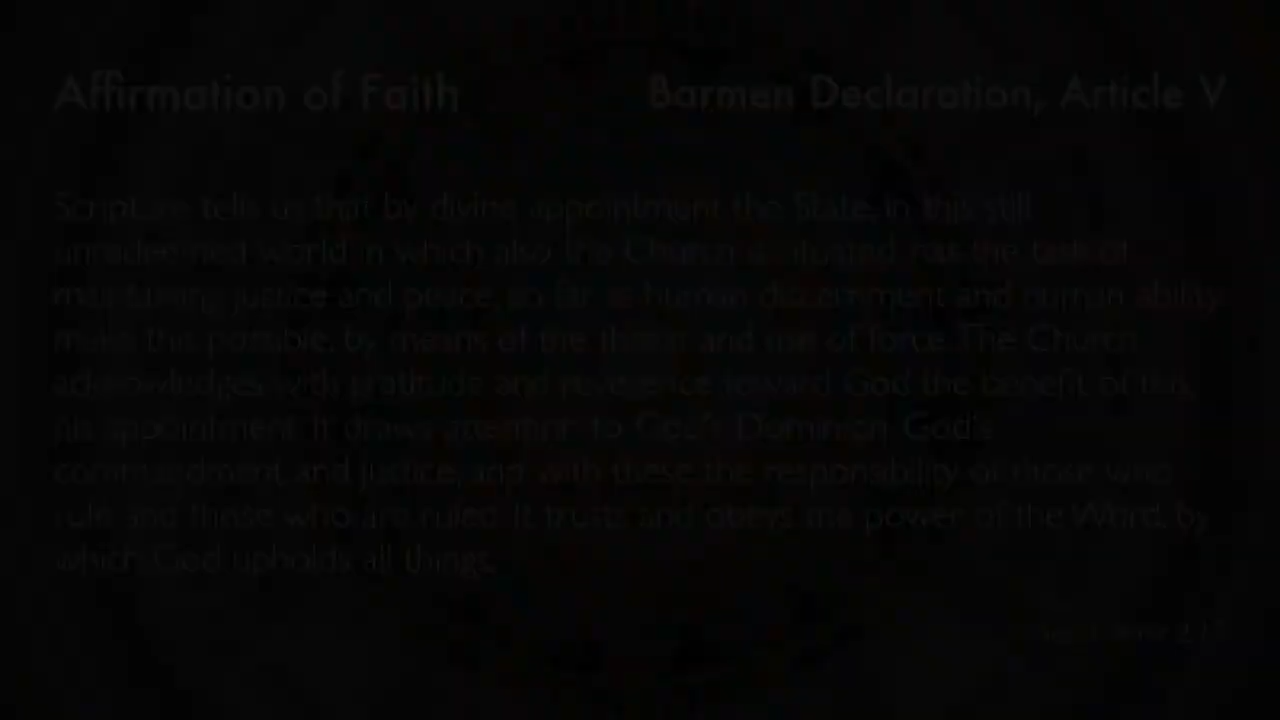 Affirmation of Faith Barmen Declaration, Article V
Scripture tells us that by divine appointment the State, in this still
unredeemed world in which also the Church is situated, has the task of
maintaining justice and peace, so far as human discernment and human ability
make this possible, by means of the threat and use of force. The Church
acknowledges with gratitude and reverence toward God the benefit of this,
his appointment. It draws attention to God's Dominion, God's
commandment and justice, and with these the responsibility of those who
rule and those who are ruled. It trusts and obeys the power of the Word, by
which God upholds all things.